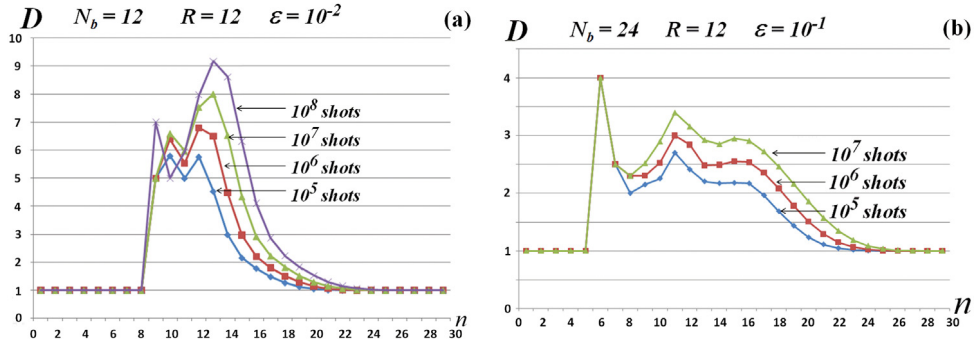 D N_b = 12 R = 12 ε = 10^-2 (a)
10
9
8
7
6
5
4
3
2
1
0
10^8 shots
10^7 shots
10^6 shots
10^5 shots
0 2 4 6 8 10 12 14 16 18 20 22 24 26 28 30 n
D N_b = 24 R = 12 ε = 10^-1 (b)
4
3
2
1
0
10^7 shots
10^6 shots
10^5 shots
0 2 4 6 8 10 12 14 16 18 20 22 24 26 28 30 n